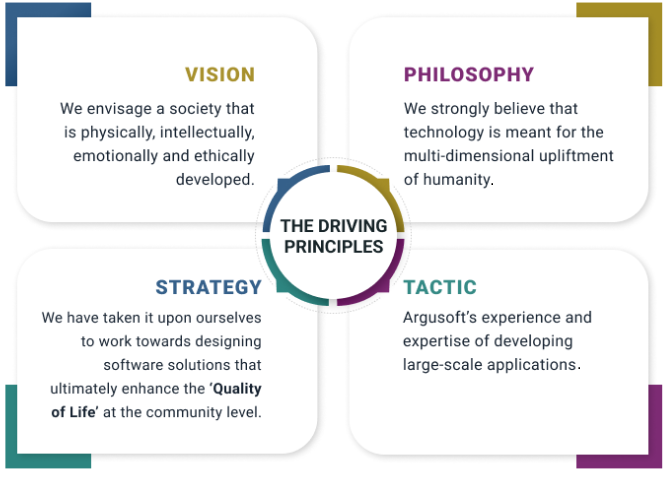 VISION
We envisage a society that
is physically, intellectually,
emotionally and ethically
developed.
PHILOSOPHY
We strongly believe that
technology is meant for the
multi-dimensional upliftment
of humanity.
THE DRIVING
PRINCIPLES
STRATEGY
We have taken it upon ourselves
to work towards designing
software solutions that
ultimately enhance the ‘Quality
of Life’ at the community level.
TACTIC
Argusoft’s experience and
expertise of developing
large-scale applications.